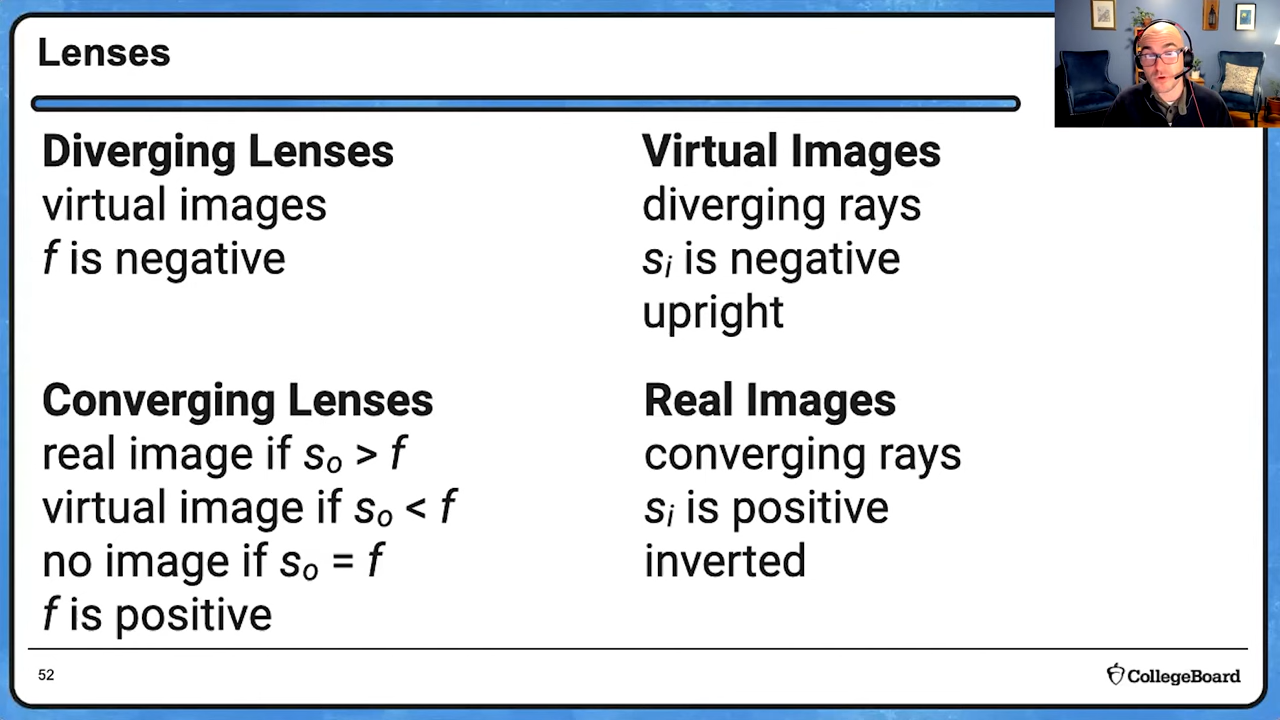 Lenses
Diverging Lenses
virtual images
f is negative
Virtual Images
diverging rays
sᵢ is negative
upright
Converging Lenses
real image if sₒ > f
virtual image if sₒ < f
no image if sₒ = f
f is positive
Real Images
converging rays
sᵢ is positive
inverted
52
CollegeBoard